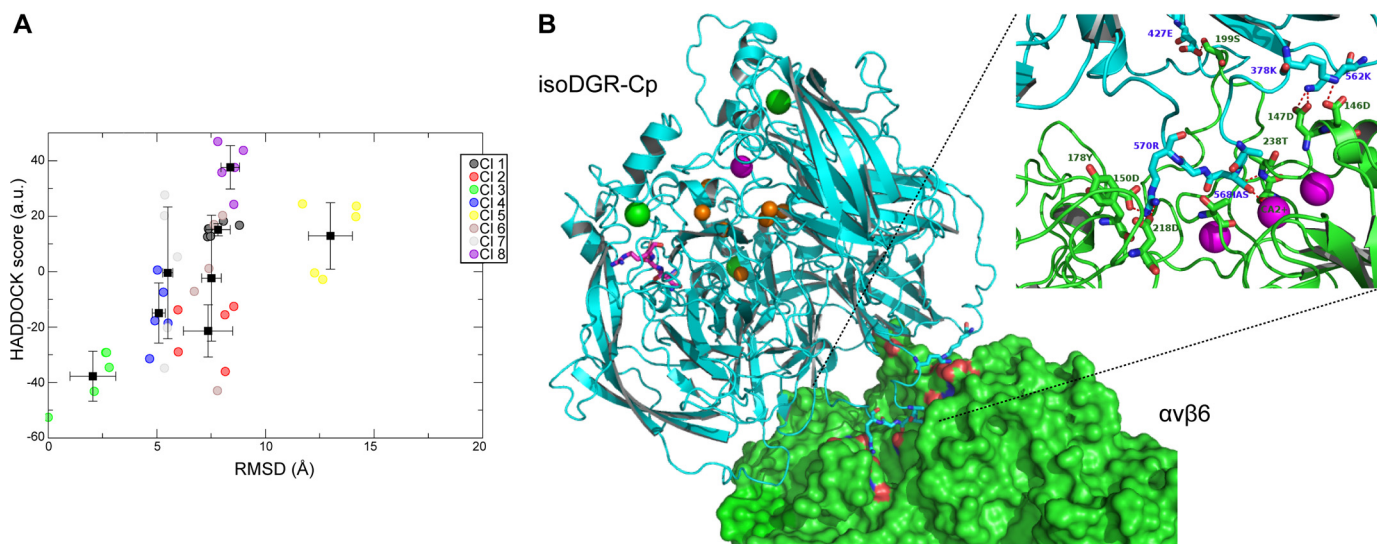 A
HADDOCK score (a.u.)
40
20
0
-20
-40
-60
0
5
10
15
20
RMSD (Å)
Cl 1
Cl 2
Cl 3
Cl 4
Cl 5
Cl 6
Cl 7
Cl 8
B
isoDGR-Cp
αvβ6
427E
199S
378K
562K
147D
146D
238T
570R
178Y
150D
568IAS
218D